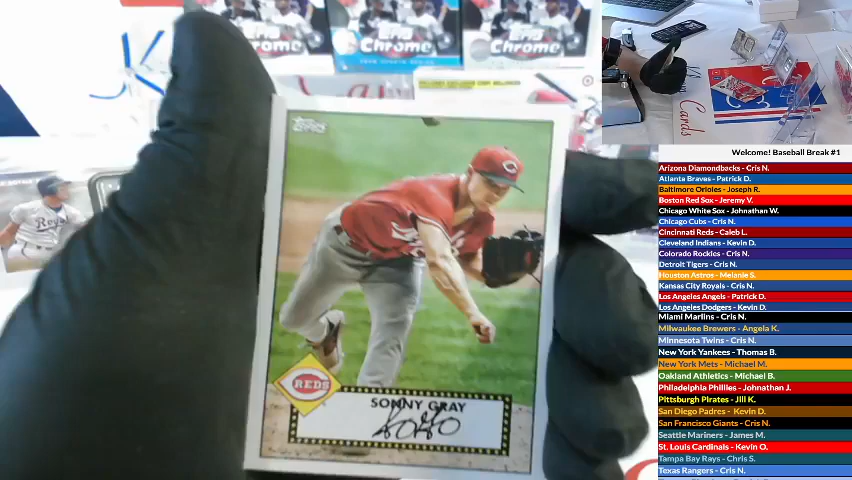 Topps
Chrome
Topps
Chrome
Topps
Chrome
Topps
C
REDS
SONNY GRAY
Cards
Welcome! Baseball Break #1
Arizona Diamondbacks - Cris N.
Atlanta Braves - Patrick D.
Baltimore Orioles - Joseph R.
Boston Red Sox - Jeremy V.
Chicago White Sox - Johnathan W.
Chicago Cubs - Cris N.
Cincinnati Reds - Caleb L.
Cleveland Indians - Kevin D.
Colorado Rockies - Cris N.
Detroit Tigers - Cris N.
Houston Astros - Melanie S.
Kansas City Royals - Cris N.
Los Angeles Angels - Patrick D.
Los Angeles Dodgers - Kevin D.
Miami Marlins - Cris N.
Milwaukee Brewers - Angela K.
Minnesota Twins - Cris N.
New York Yankees - Thomas B.
New York Mets - Michael M.
Oakland Athletics - Michael B.
Philadelphia Phillies - Johnathan J.
Pittsburgh Pirates - Jill K.
San Diego Padres - Kevin D.
San Francisco Giants - Cris N.
Seattle Mariners - James M.
St. Louis Cardinals - Kevin O.
Tampa Bay Rays - Chris S.
Texas Rangers - Cris N.